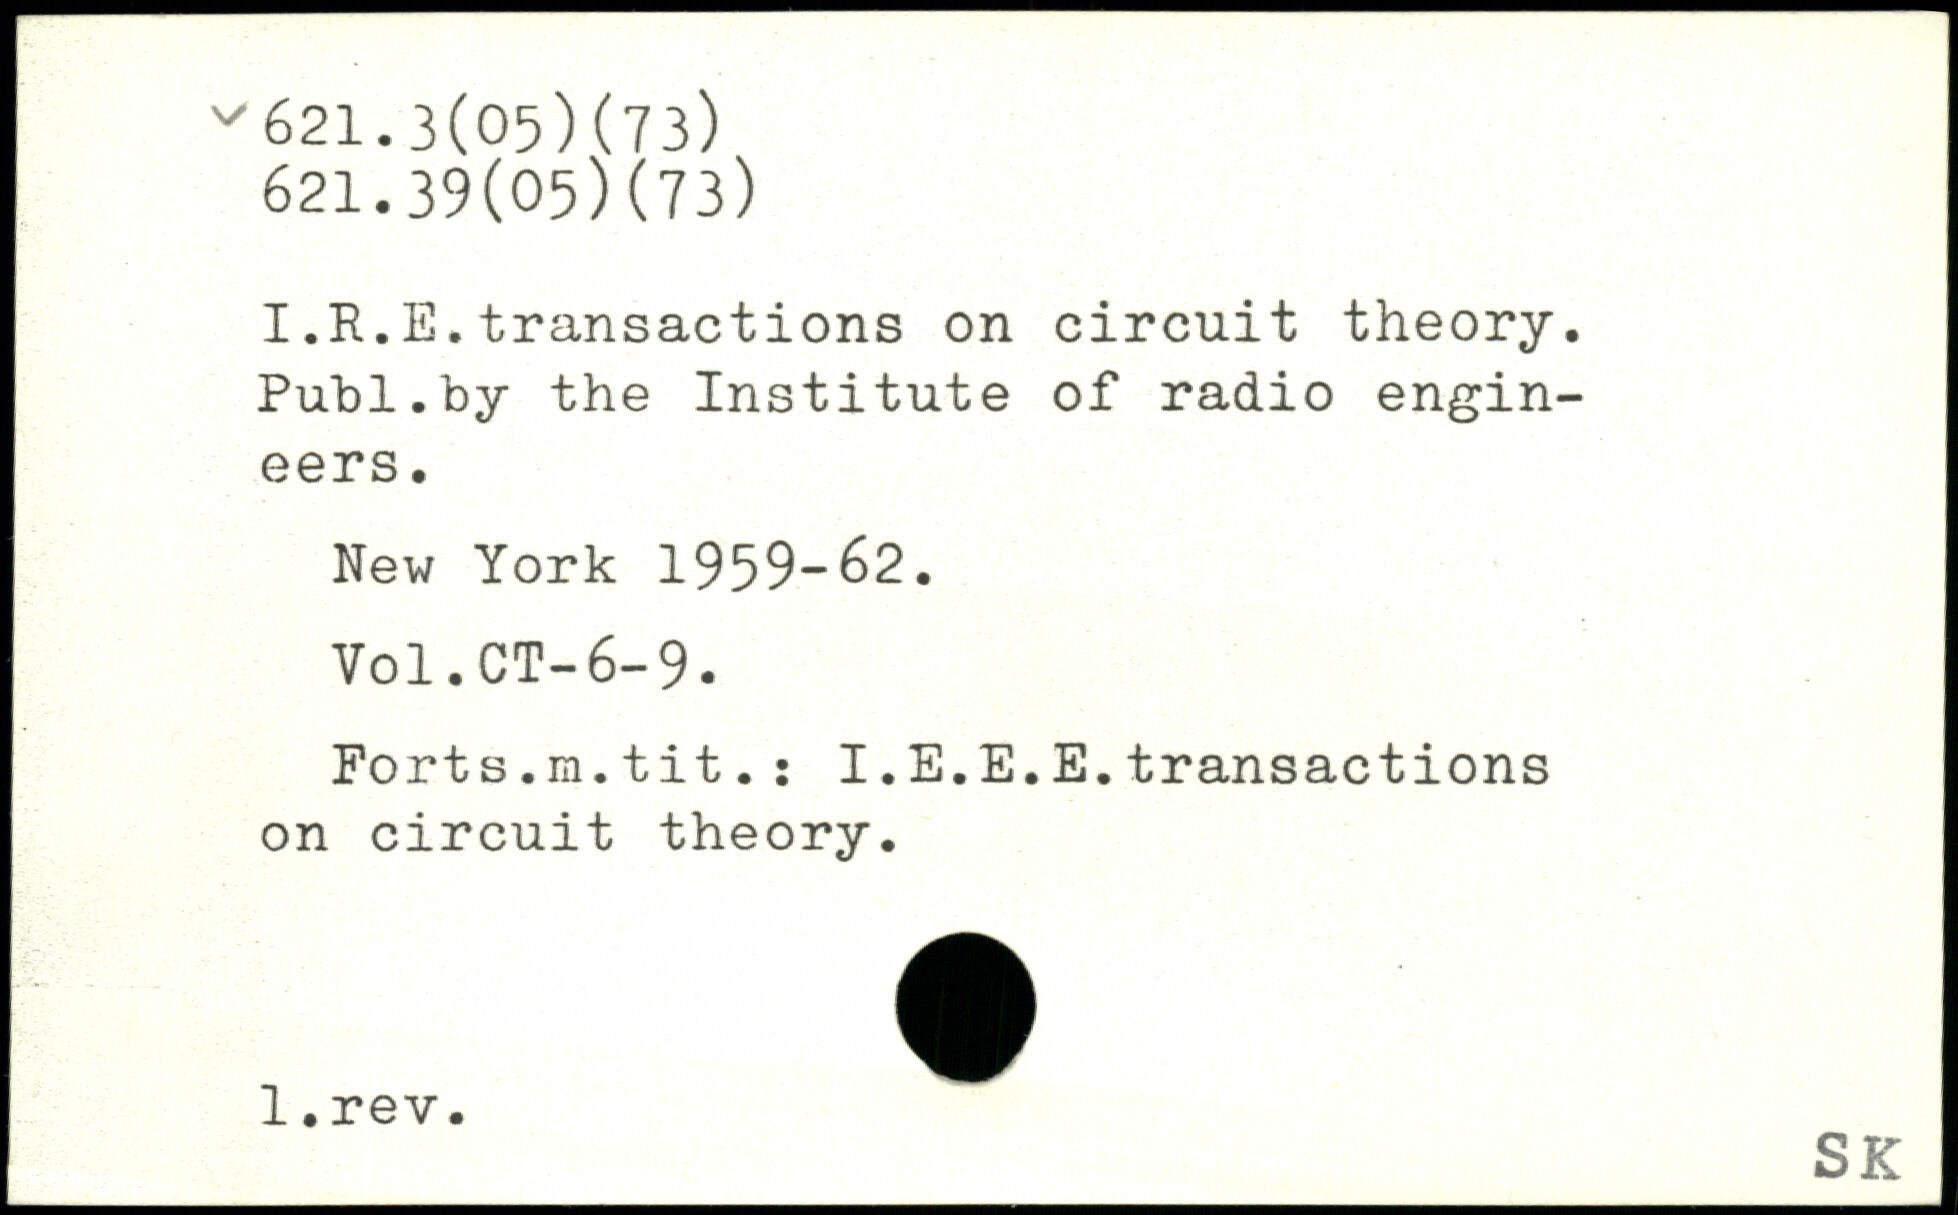 621.3(05)(73)
621.39(05)(73)
I.R.E.transactions on circuit theory.
Publ.by the Institute of radio engin-
eers.
New York 1959-62.
Vol.CT-6-9.
Forts.m.tit.: I.E.E.E.transactions
on circuit theory.
1.rev.
SK